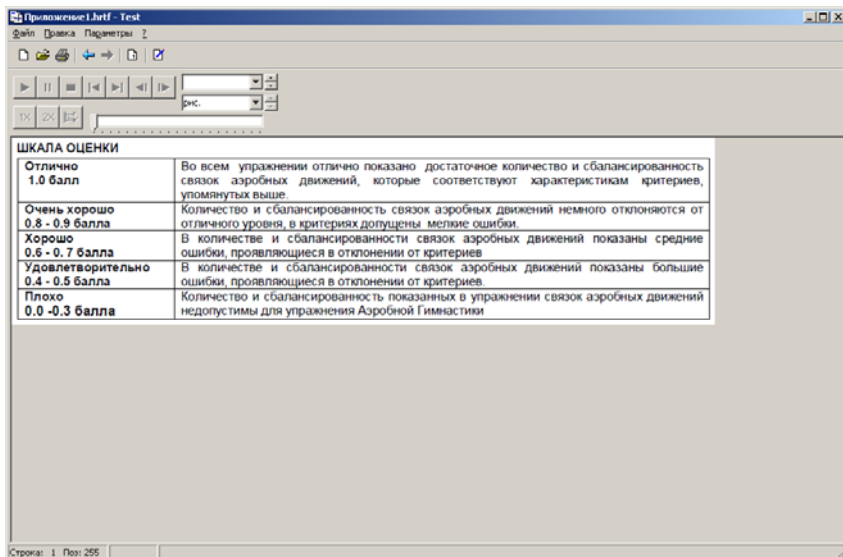 Приложение1.hrtf - Test
Файл Правка Параметры ?
1X 2X
рис.
ШКАЛА ОЦЕНКИ
Отлично
1.0 балл
Во всем упражнении отлично показано достаточное количество и сбалансированность
связок аэробных движений, которые соответствуют характеристикам критериев,
упомянутых выше.
Очень хорошо
0.8 - 0.9 балла
Количество и сбалансированность связок аэробных движений немного отклоняются от
отличного уровня, в критериях допущены мелкие ошибки.
Хорошо
0.6 - 0. 7 балла
В количестве и сбалансированности связок аэробных движений показаны средние
ошибки, проявляющиеся в отклонении от критериев
Удовлетворительно
0.4 - 0.5 балла
В количестве и сбалансированности связок аэробных движений показаны большие
ошибки, проявляющиеся в отклонении от критериев.
Плохо
0.0 -0.3 балла
Количество и сбалансированность показанных в упражнении связок аэробных движений
недопустимы для упражнения Аэробной Гимнастики
Строка: 1 Поз: 255